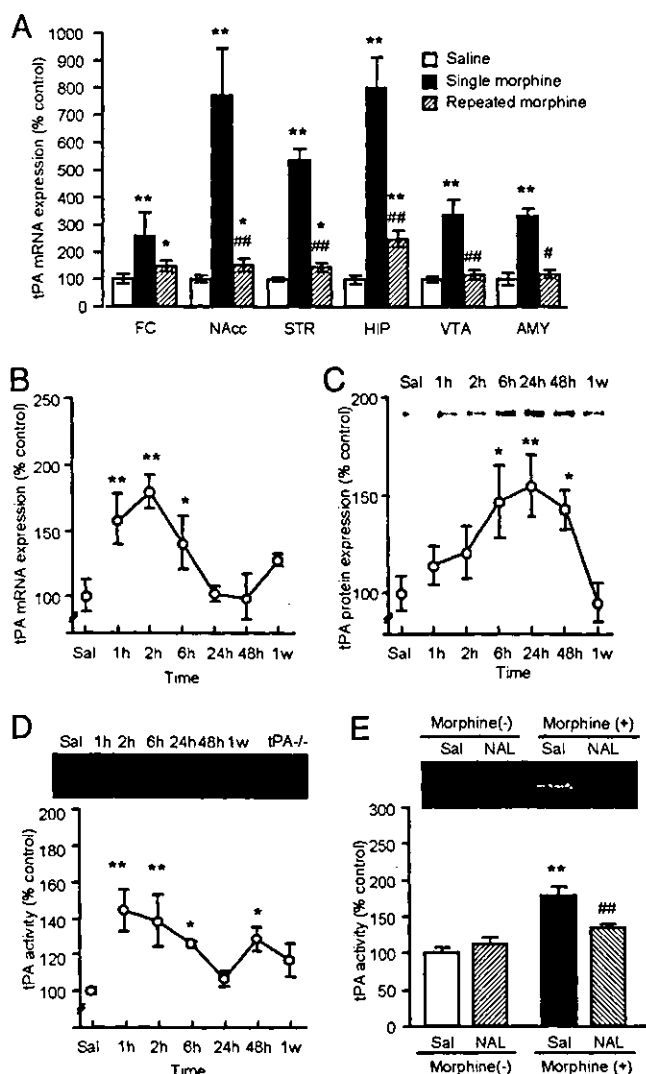 A
tPA mRNA expression (% control)
1000
900
800
700
600
500
400
300
200
100
0
Saline
Single morphine
Repeated morphine
** * ** * ## ** * ## ** ** ## ** ## ** #
FC NAcc STR HIP VTA AMY
B
tPA mRNA expression (% control)
250
200
150
100
** ** *
Sal 1h 2h 6h 24h 48h 1w
Time
C
Sal 1h 2h 6h 24h 48h 1w
tPA protein expression (% control)
200
150
100
* ** *
Sal 1h 2h 6h 24h 48h 1w
Time
D
Sal 1h 2h 6h 24h 48h 1w tPA-/-
tPA activity (% control)
200
180
160
140
120
100
** ** * *
Sal 1h 2h 6h 24h 48h 1w
Time
E
Morphine(-) Morphine (+)
Sal NAL Sal NAL
tPA activity (% control)
300
250
200
150
100
50
0
** ##
Sal NAL Sal NAL
Morphine(-) Morphine (+)